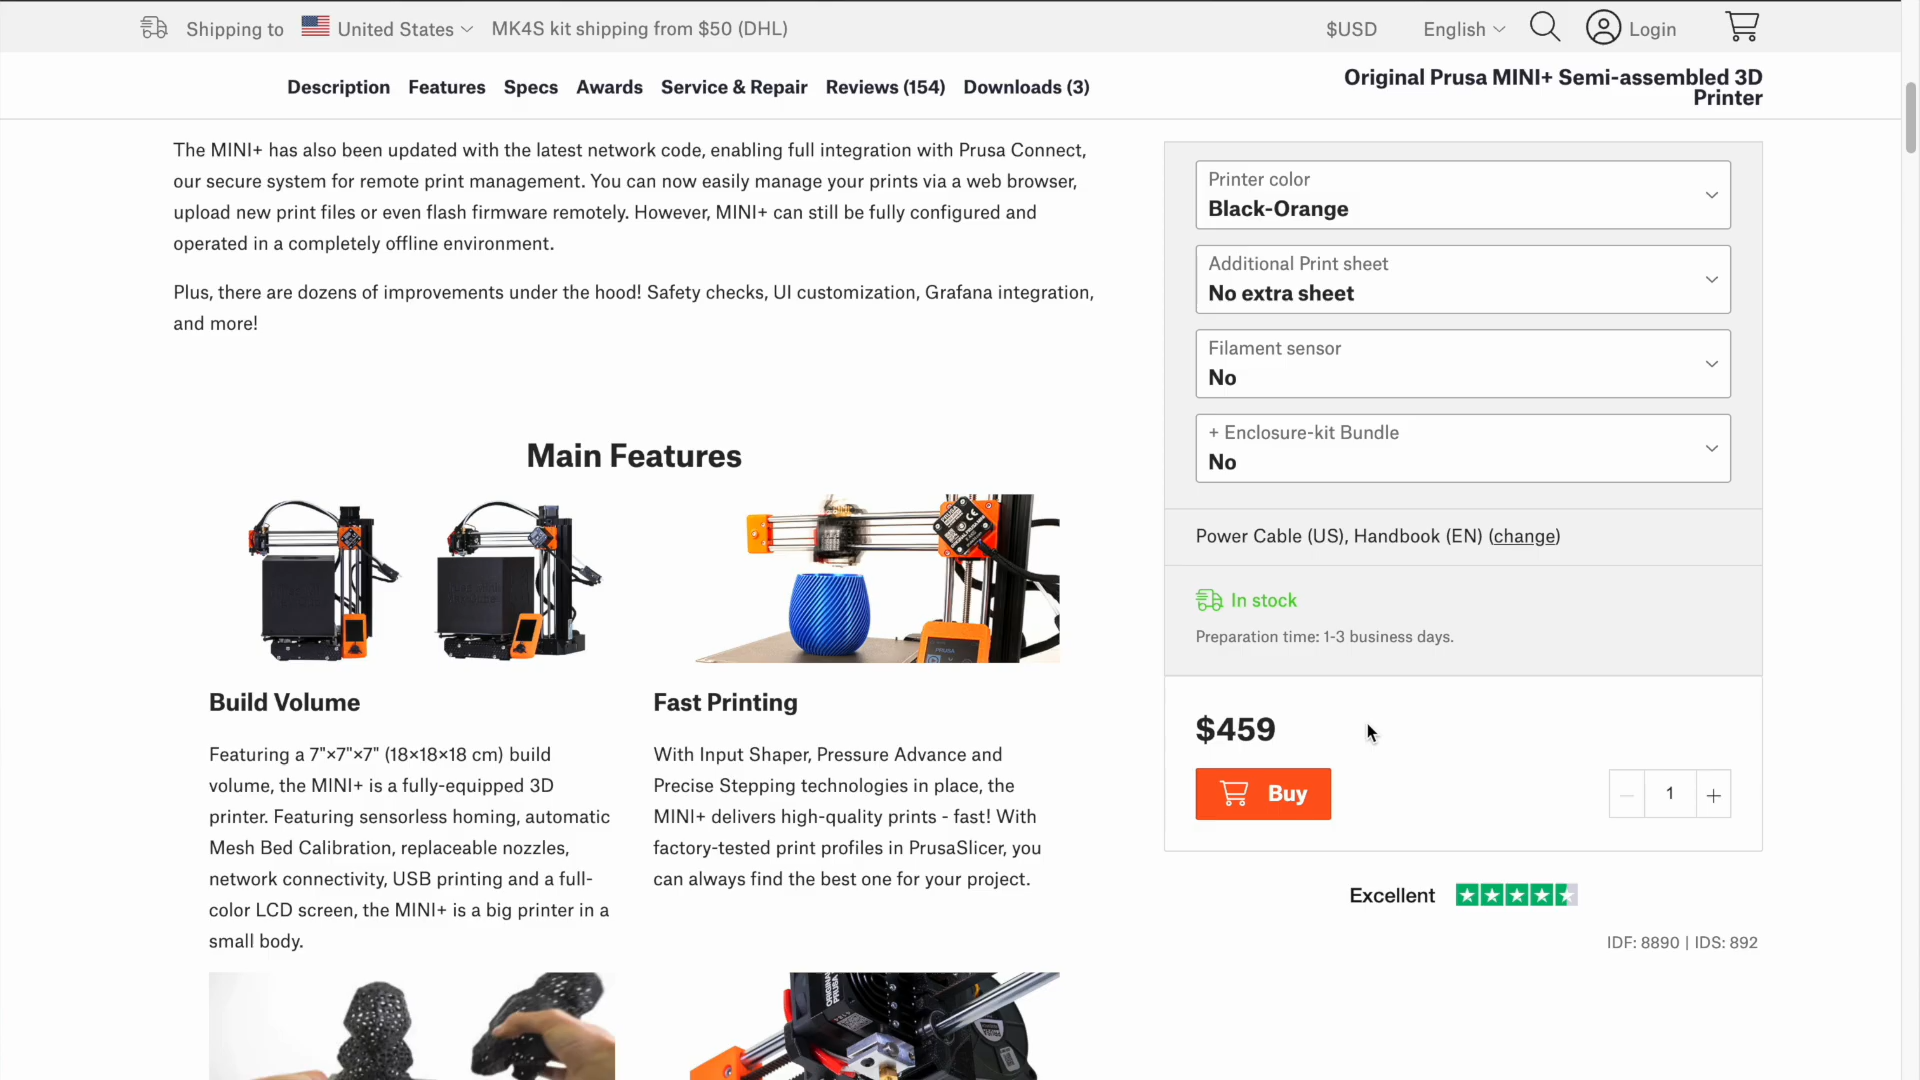 Shipping to United States MK4S kit shipping from $50 (DHL) $USD English Login
Description Features Specs Awards Service & Repair Reviews (154) Downloads (3)
Original Prusa MINI+ Semi-assembled 3D
Printer
The MINI+ has also been updated with the latest network code, enabling full integration with Prusa Connect,
our secure system for remote print management. You can now easily manage your prints via a web browser,
upload new print files or even flash firmware remotely. However, MINI+ can still be fully configured and
operated in a completely offline environment.
Plus, there are dozens of improvements under the hood! Safety checks, UI customization, Grafana integration,
and more!
Main Features
Build Volume
Featuring a 7"×7"×7" (18×18×18 cm) build
volume, the MINI+ is a fully-equipped 3D
printer. Featuring sensorless homing, automatic
Mesh Bed Calibration, replaceable nozzles,
network connectivity, USB printing and a full-
color LCD screen, the MINI+ is a big printer in a
small body.
Fast Printing
With Input Shaper, Pressure Advance and
Precise Stepping technologies in place, the
MINI+ delivers high-quality prints - fast! With
factory-tested print profiles in PrusaSlicer, you
can always find the best one for your project.
Printer color
Black-Orange
Additional Print sheet
No extra sheet
Filament sensor
No
+ Enclosure-kit Bundle
No
Power Cable (US), Handbook (EN) (change)
In stock
Preparation time: 1-3 business days.
$459
Buy
1
Excellent
IDF: 8890 | IDS: 892